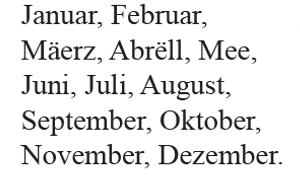 Januar, Februar,
Mäerz, Abrëll, Mee,
Juni, Juli, August,
September, Oktober,
November, Dezember.